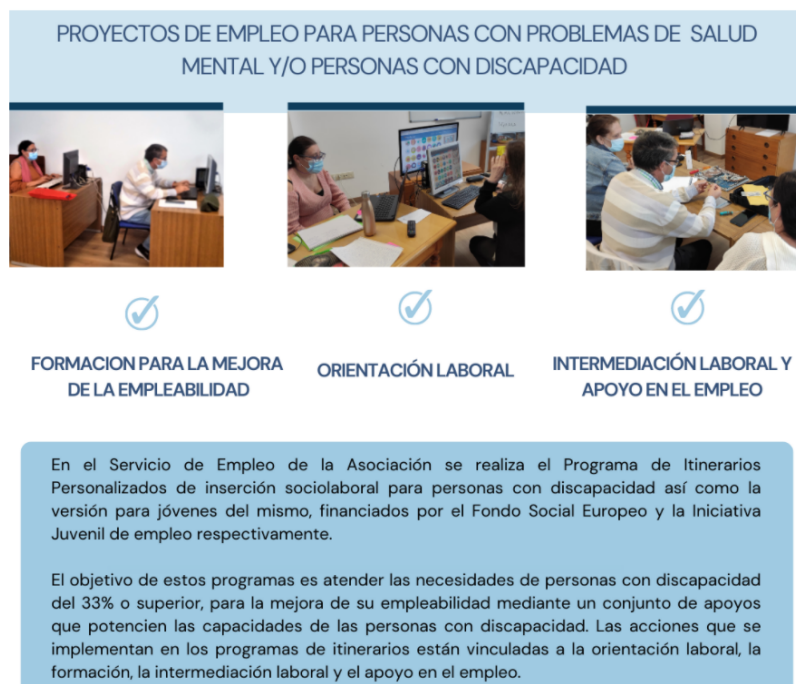 PROYECTOS DE EMPLEO PARA PERSONAS CON PROBLEMAS DE SALUD
MENTAL Y/O PERSONAS CON DISCAPACIDAD
FORMACION PARA LA MEJORA
DE LA EMPLEABILIDAD
ORIENTACIÓN LABORAL
INTERMEDIACIÓN LABORAL Y
APOYO EN EL EMPLEO
En el Servicio de Empleo de la Asociación se realiza el Programa de Itinerarios
Personalizados de inserción sociolaboral para personas con discapacidad así como la
versión para jóvenes del mismo, financiados por el Fondo Social Europeo y la Iniciativa
Juvenil de empleo respectivamente.
El objetivo de estos programas es atender las necesidades de personas con discapacidad
del 33% o superior, para la mejora de su empleabilidad mediante un conjunto de apoyos
que potencien las capacidades de las personas con discapacidad. Las acciones que se
implementan en los programas de itinerarios están vinculadas a la orientación laboral, la
formación, la intermediación laboral y el apoyo en el empleo.